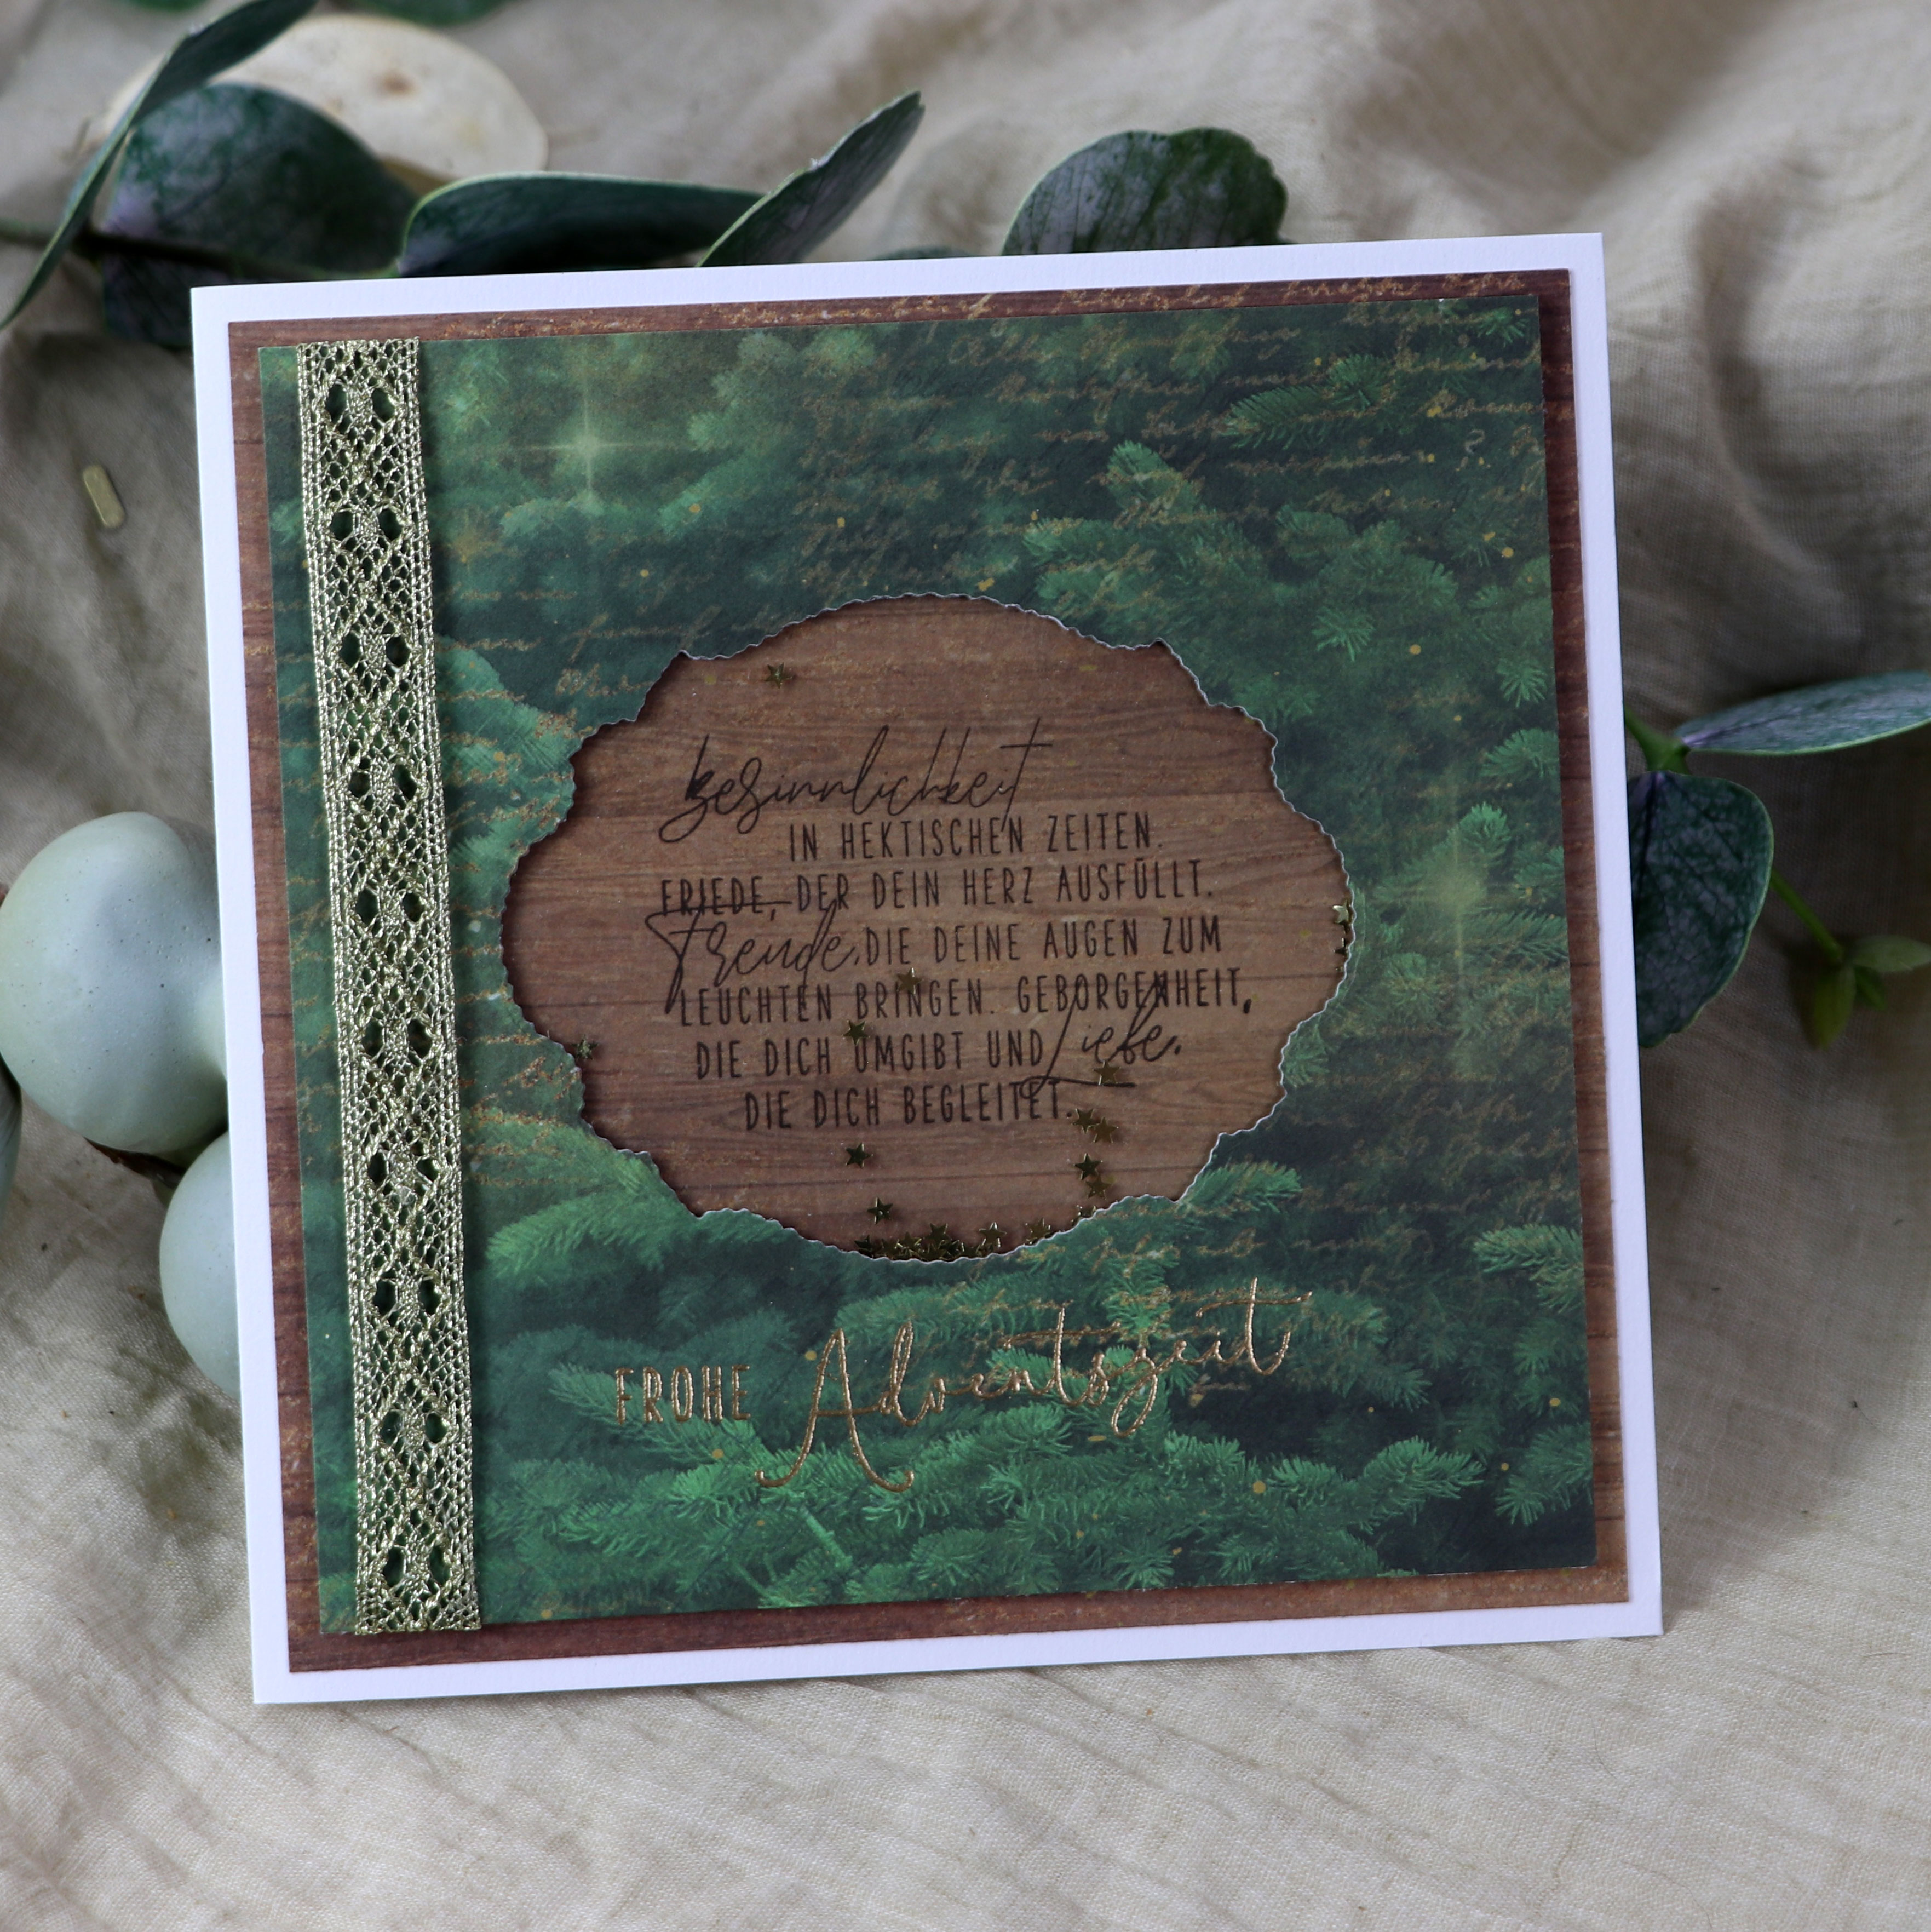 besinnlichkeit
IN HEKTISCHEN ZEITEN.
FRIEDE, DER DEIN HERZ AUSFÜLLT.
Freude, DIE DEINE AUGEN ZUM
LEUCHTEN BRINGEN. GEBORGENHEIT,
DIE DICH UMGIBT UND Liebe.
DIE DICH BEGLEITET.
FROHE Adventszeit